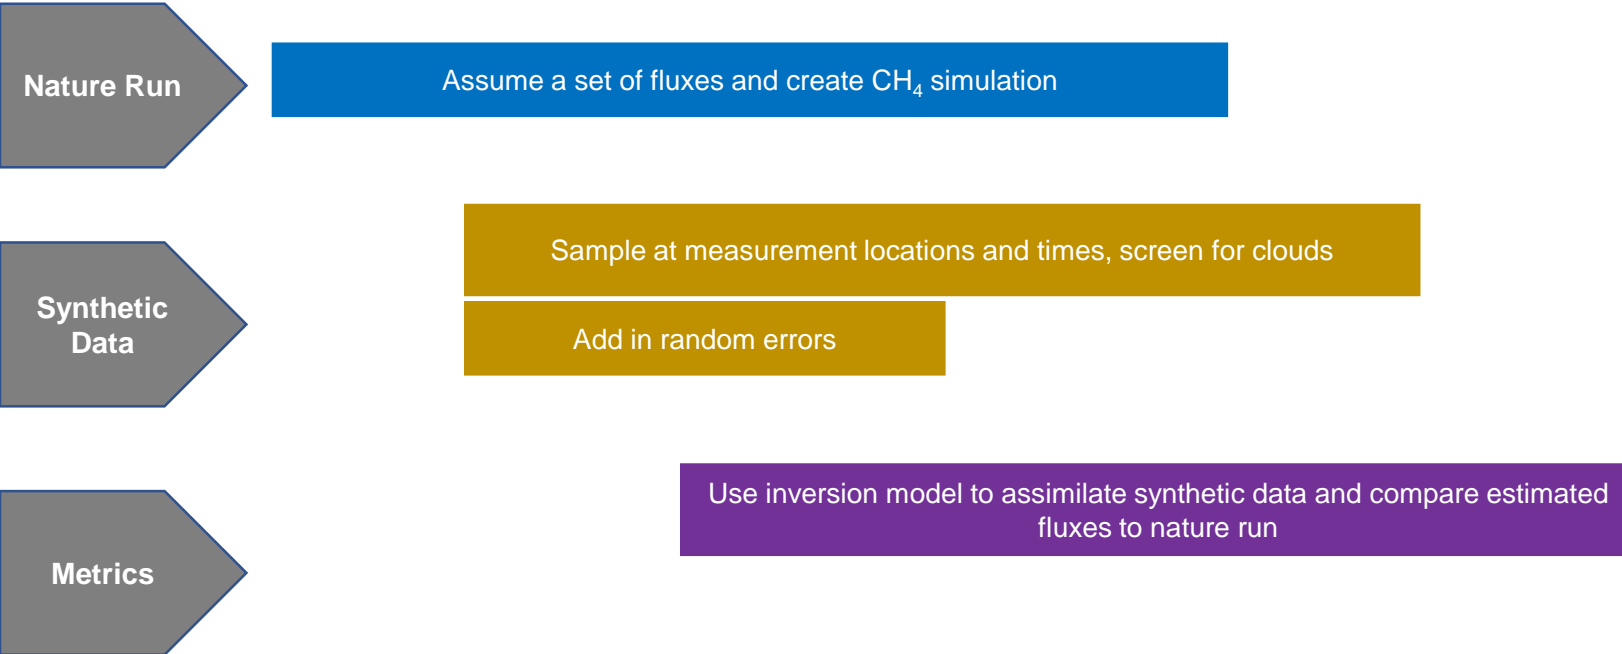 Nature Run
Assume a set of fluxes and create CH₄ simulation
Synthetic
Data
Sample at measurement locations and times, screen for clouds
Add in random errors
Metrics
Use inversion model to assimilate synthetic data and compare estimated
fluxes to nature run